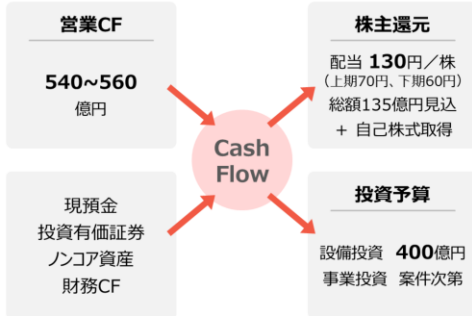 営業CF
540~560
億円
現預金
投資有価証券
ノンコア資産
財務CF
Cash
Flow
株主還元
配当 130円／株
（上期70円、下期60円）
総額135億円見込
+ 自己株式取得
投資予算
設備投資 400億円
事業投資 案件次第